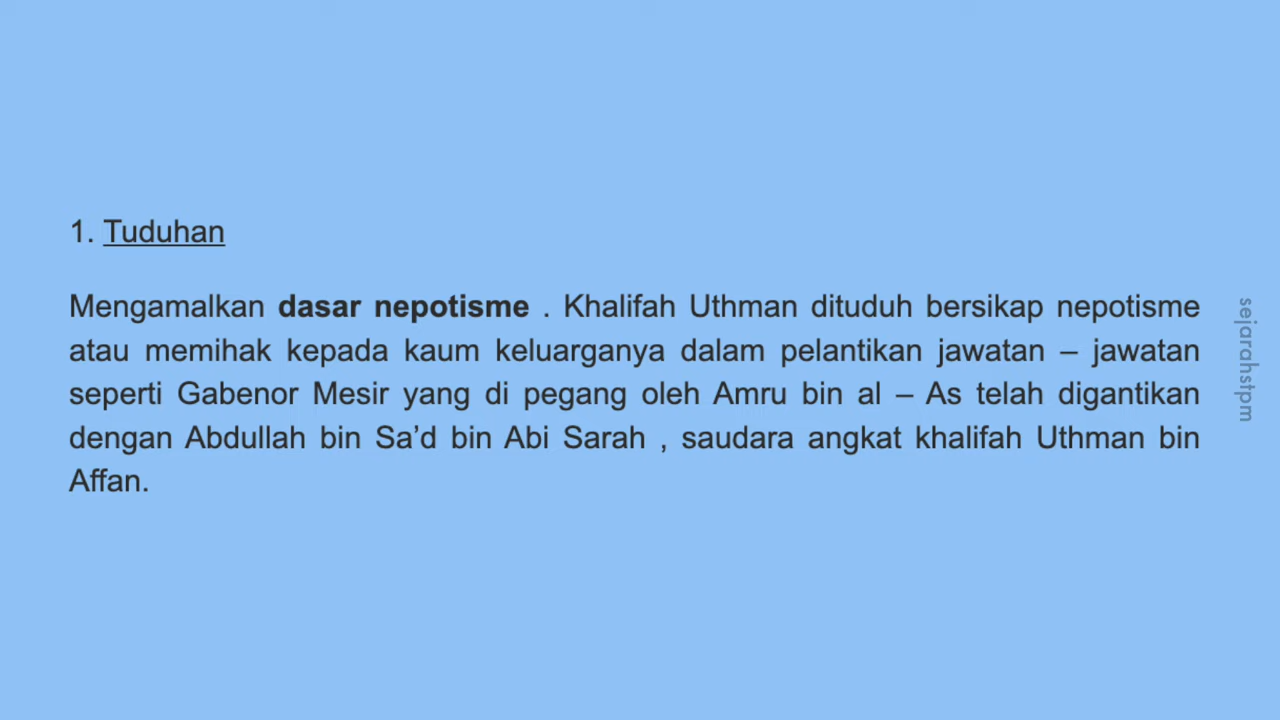 1. Tuduhan
Mengamalkan dasar nepotisme . Khalifah Uthman dituduh bersikap nepotisme
atau memihak kepada kaum keluarganya dalam pelantikan jawatan – jawatan
seperti Gabenor Mesir yang di pegang oleh Amru bin al – As telah digantikan
dengan Abdullah bin Sa’d bin Abi Sarah , saudara angkat khalifah Uthman bin
Affan.
sejarahstpm